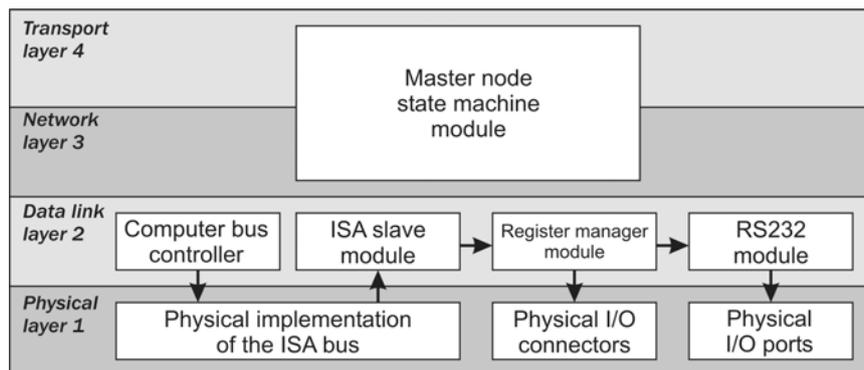 Transport
layer 4
Master node
state machine
module
Network
layer 3
Data link
layer 2
Computer bus
controller
ISA slave
module
Register manager
module
RS232
module
Physical
layer 1
Physical implementation
of the ISA bus
Physical I/O
connectors
Physical
I/O ports